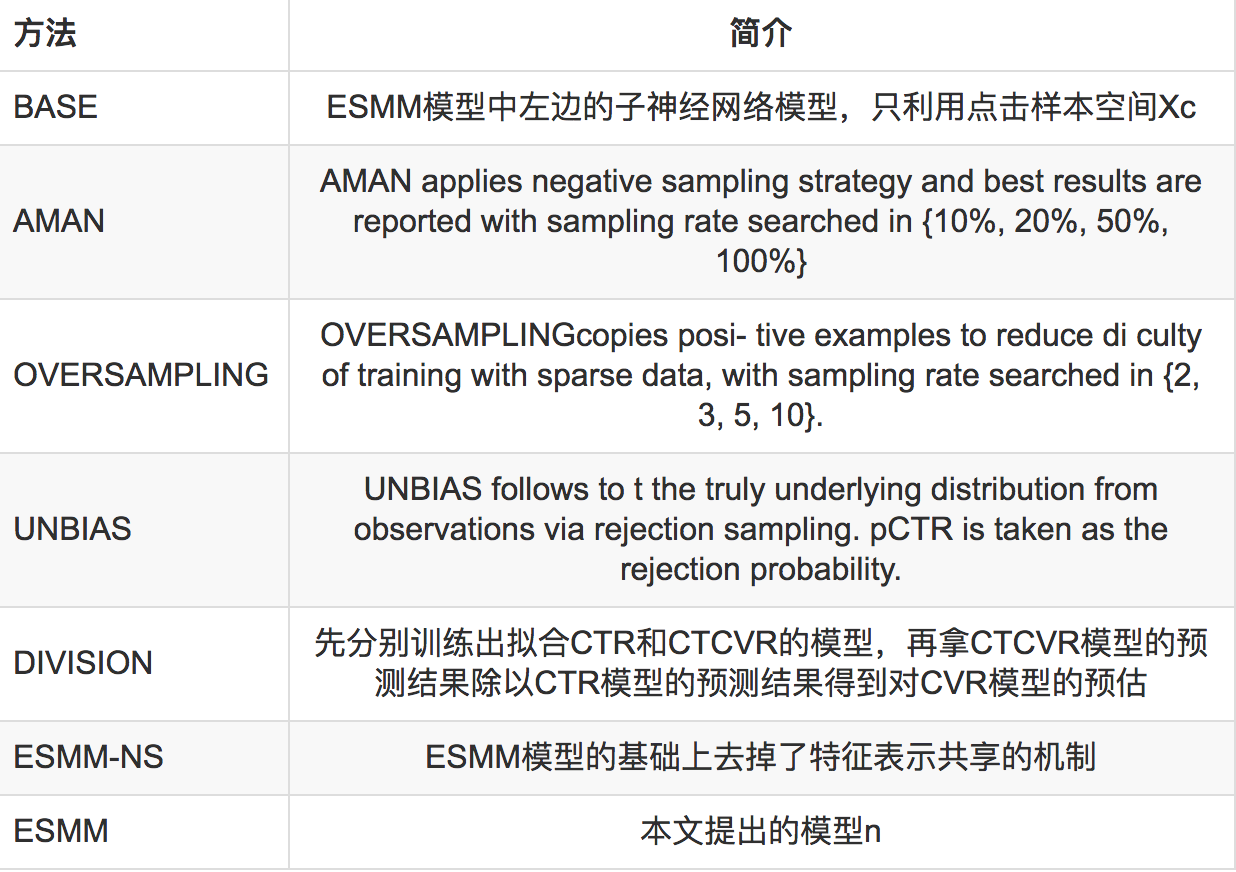 方法
简介
BASE
ESMM模型中左边的子神经网络模型，只利用点击样本空间Xc
AMAN
AMAN applies negative sampling strategy and best results are
reported with sampling rate searched in {10%, 20%, 50%,
100%}
OVERSAMPLING
OVERSAMPLINGcopies posi- tive examples to reduce di culty
of training with sparse data, with sampling rate searched in {2,
3, 5, 10}.
UNBIAS
UNBIAS follows to t the truly underlying distribution from
observations via rejection sampling. pCTR is taken as the
rejection probability.
DIVISION
先分别训练出拟合CTR和CTCVR的模型，再拿CTCVR模型的预
测结果除以CTR模型的预测结果得到对CVR模型的预估
ESMM-NS
ESMM模型的基础上去掉了特征表示共享的机制
ESMM
本文提出的模型n